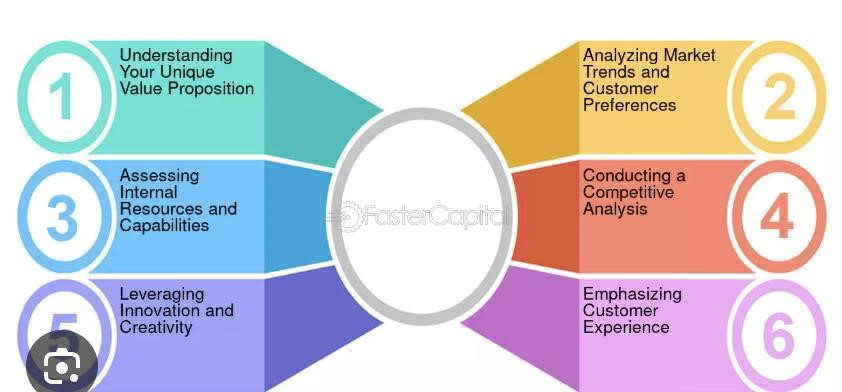 1
Understanding
Your Unique
Value Proposition
Analyzing Market
Trends and
Customer
Preferences
2
3
Assessing
Internal
Resources and
Capabilities
FasterCapital
Conducting a
Competitive
Analysis
4
5
Leveraging
Innovation and
Creativity
Emphasizing
Customer
Experience
6